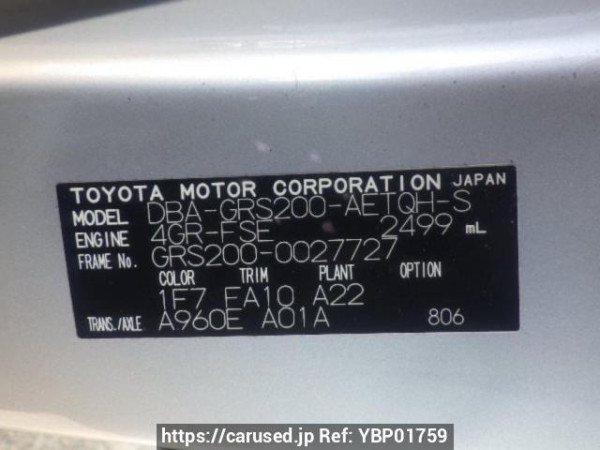 TOYOTA MOTOR CORPORATION JAPAN
MODEL DBA-GRS200-AETQH-S
ENGINE 4GR-FSE 2499 mL
FRAME No. GRS200-0027727
COLOR TRIM PLANT OPTION
1F7 FA10 A22
TRANS./AXLE A960E A01A 806
https://carused.jp Ref: YBP01759